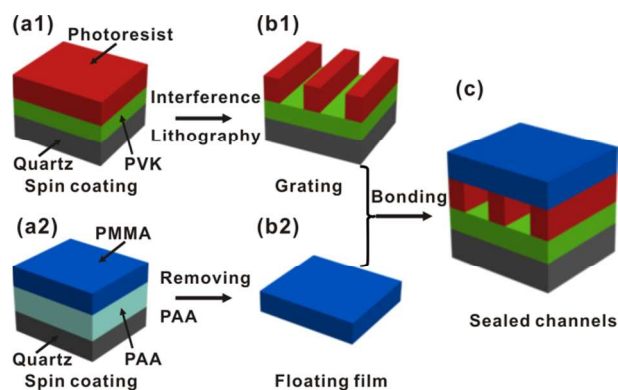 (a1)
Photoresist
Quartz
PVK
Spin coating
Interference
Lithography
(b1)
Grating
(a2)
PMMA
Quartz
PAA
Spin coating
Removing
PAA
(b2)
Floating film
Bonding
(c)
Sealed channels